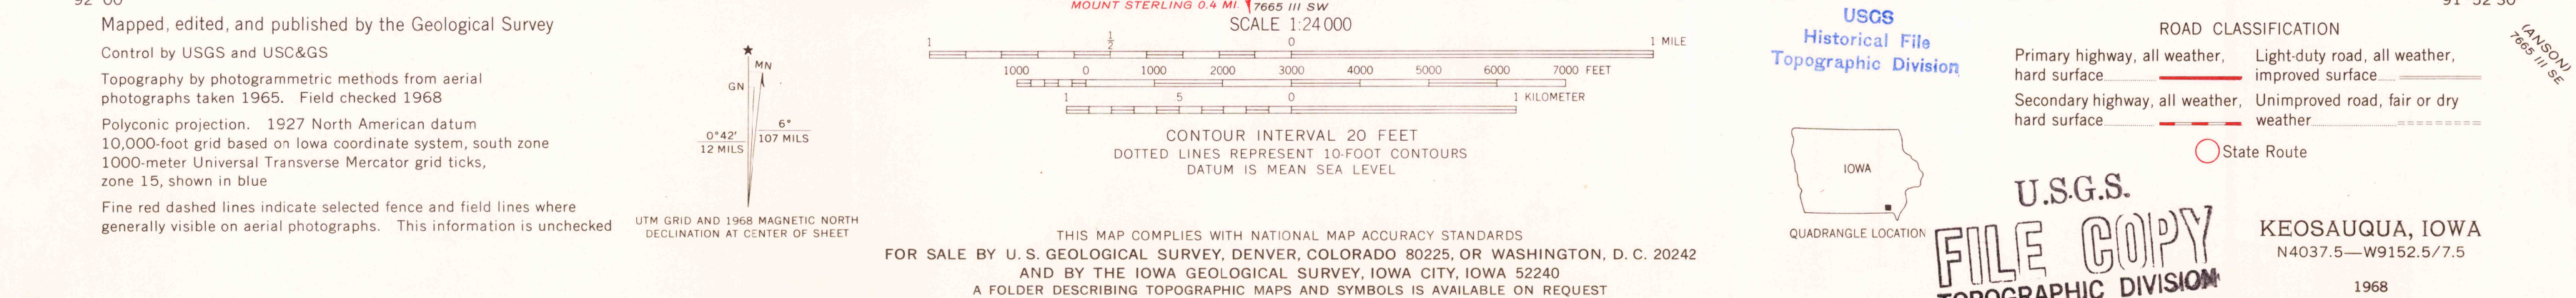 Mapped, edited, and published by the Geological Survey
Control by USGS and USC&GS
Topography by photogrammetric methods from aerial
photographs taken 1965. Field checked 1968
Polyconic projection. 1927 North American datum
10,000-foot grid based on Iowa coordinate system, south zone
1000-meter Universal Transverse Mercator grid ticks,
zone 15, shown in blue
Fine red dashed lines indicate selected fence and field lines where
generally visible on aerial photographs. This information is unchecked
MN
GN
0°42′
12 MILS
6°
107 MILS
UTM GRID AND 1968 MAGNETIC NORTH
DECLINATION AT CENTER OF SHEET
MOUNT STERLING 0.4 MI. 7665 III SW
SCALE 1:24 000
1 ½ 0 1 MILE
1000 0 1000 2000 3000 4000 5000 6000 7000 FEET
1 .5 0 1 KILOMETER
CONTOUR INTERVAL 20 FEET
DOTTED LINES REPRESENT 10-FOOT CONTOURS
DATUM IS MEAN SEA LEVEL
THIS MAP COMPLIES WITH NATIONAL MAP ACCURACY STANDARDS
FOR SALE BY U. S. GEOLOGICAL SURVEY, DENVER, COLORADO 80225, OR WASHINGTON, D. C. 20242
AND BY THE IOWA GEOLOGICAL SURVEY, IOWA CITY, IOWA 52240
A FOLDER DESCRIBING TOPOGRAPHIC MAPS AND SYMBOLS IS AVAILABLE ON REQUEST
USGS
Historical File
Topographic Division
IOWA
QUADRANGLE LOCATION
ROAD CLASSIFICATION
Primary highway, all weather,
hard surface
Light-duty road, all weather,
improved surface
Secondary highway, all weather,
hard surface
Unimproved road, fair or dry
weather
State Route
(ANSON)
7665 III SE
U.S.G.S.
FILE COPY
TOPOGRAPHIC DIVISION
KEOSAUQUA, IOWA
N4037.5—W9152.5/7.5
1968